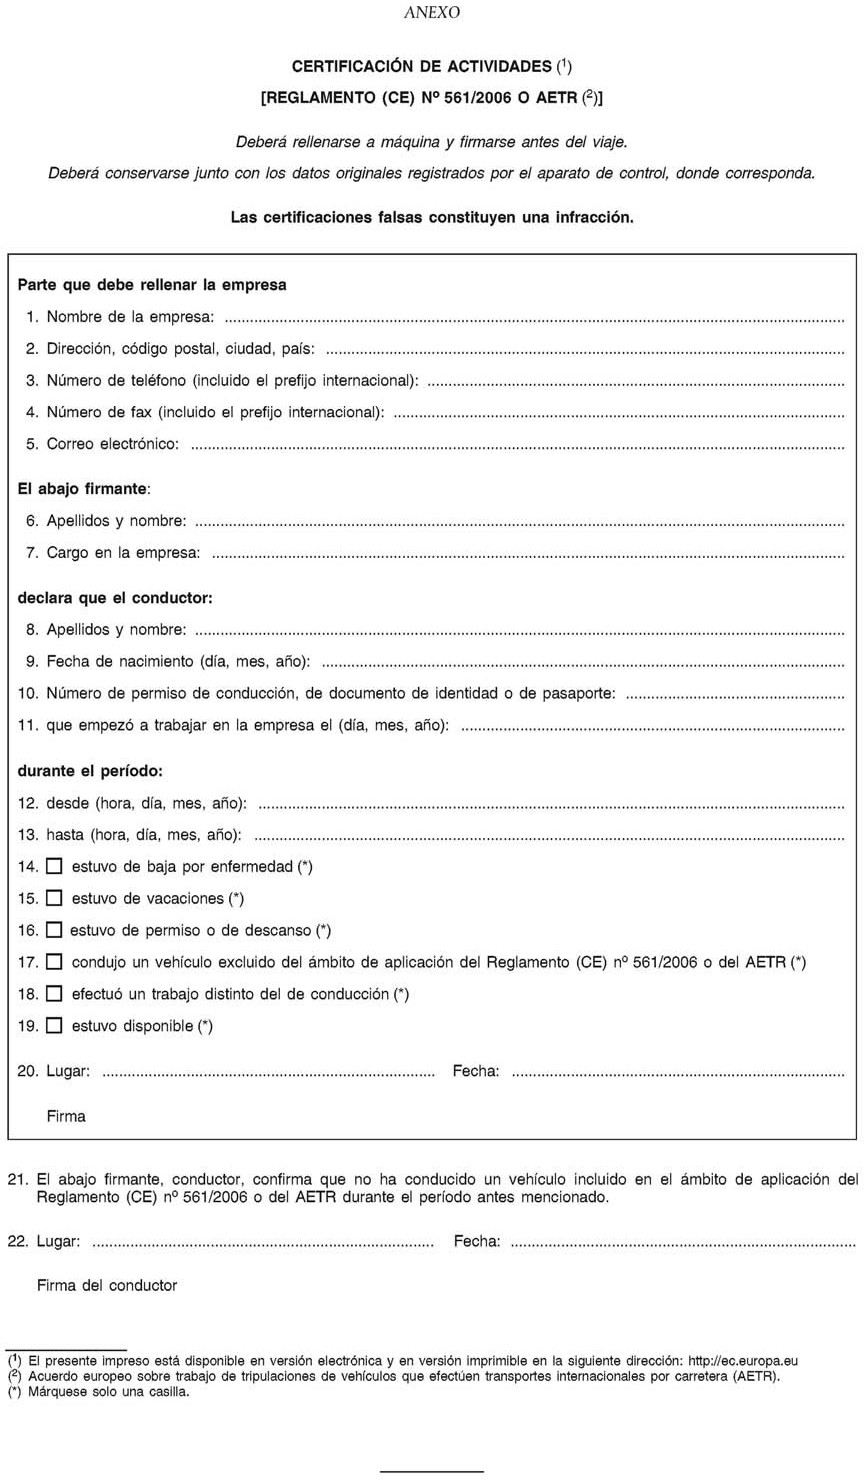 ANEXO
CERTIFICACIÓN DE ACTIVIDADES (¹)
[REGLAMENTO (CE) Nº 561/2006 O AETR (²)]
Deberá rellenarse a máquina y firmarse antes del viaje.
Deberá conservarse junto con los datos originales registrados por el aparato de control, donde corresponda.
Las certificaciones falsas constituyen una infracción.
Parte que debe rellenar la empresa
1. Nombre de la empresa: ....................
2. Dirección, código postal, ciudad, país: ....................
3. Número de teléfono (incluido el prefijo internacional): ....................
4. Número de fax (incluido el prefijo internacional): ....................
5. Correo electrónico: ....................
El abajo firmante:
6. Apellidos y nombre: ....................
7. Cargo en la empresa: ....................
declara que el conductor:
8. Apellidos y nombre: ....................
9. Fecha de nacimiento (día, mes, año): ....................
10. Número de permiso de conducción, de documento de identidad o de pasaporte: ....................
11. que empezó a trabajar en la empresa el (día, mes, año): ....................
durante el período:
12. desde (hora, día, mes, año): ....................
13. hasta (hora, día, mes, año): ....................
14. ☐ estuvo de baja por enfermedad (*)
15. ☐ estuvo de vacaciones (*)
16. ☐ estuvo de permiso o de descanso (*)
17. ☐ condujo un vehículo excluido del ámbito de aplicación del Reglamento (CE) nº 561/2006 o del AETR (*)
18. ☐ efectuó un trabajo distinto del de conducción (*)
19. ☐ estuvo disponible (*)
20. Lugar: .................... Fecha: ....................
Firma
21. El abajo firmante, conductor, confirma que no ha conducido un vehículo incluido en el ámbito de aplicación del
Reglamento (CE) nº 561/2006 o del AETR durante el período antes mencionado.
22. Lugar: .................... Fecha: ....................
Firma del conductor
(¹) El presente impreso está disponible en versión electrónica y en versión imprimible en la siguiente dirección: http://ec.europa.eu
(²) Acuerdo europeo sobre trabajo de tripulaciones de vehículos que efectúen transportes internacionales por carretera (AETR).
(*) Márquese solo una casilla.